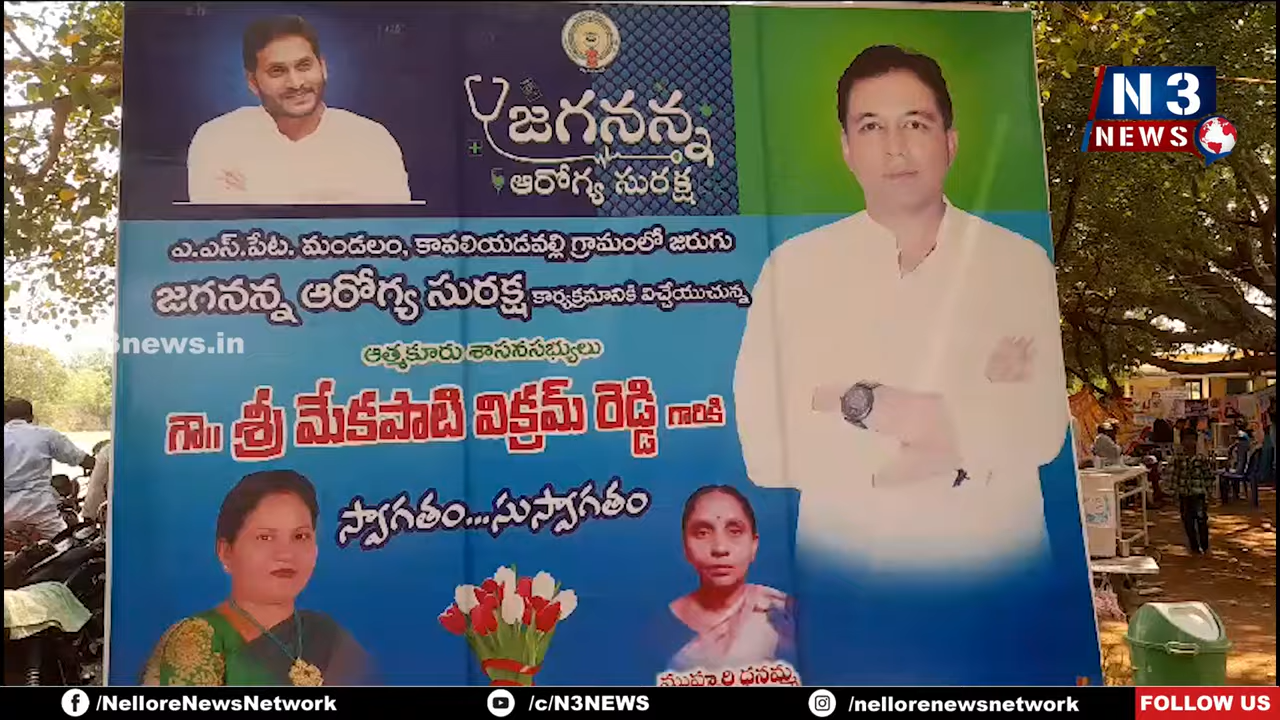 జగనన్న
ఆరోగ్య సురక్ష
N3
NEWS
ఎ.ఎస్.పేట. మండలం, కావలియడవల్లి గ్రామంలో జరుగు
జగనన్న ఆరోగ్య సురక్ష కార్యక్రమానికి విచ్చేయుచున్న
3news.in
ఆత్మకూరు శాసనసభ్యులు
గౌ॥ శ్రీ మేకపాటి విక్రమ్ రెడ్డి గారికి
స్వాగతం...సుస్వాగతం
ధనమ్మ
/NelloreNewsNetwork
/c/N3NEWS
/nellorenewsnetwork
FOLLOW US